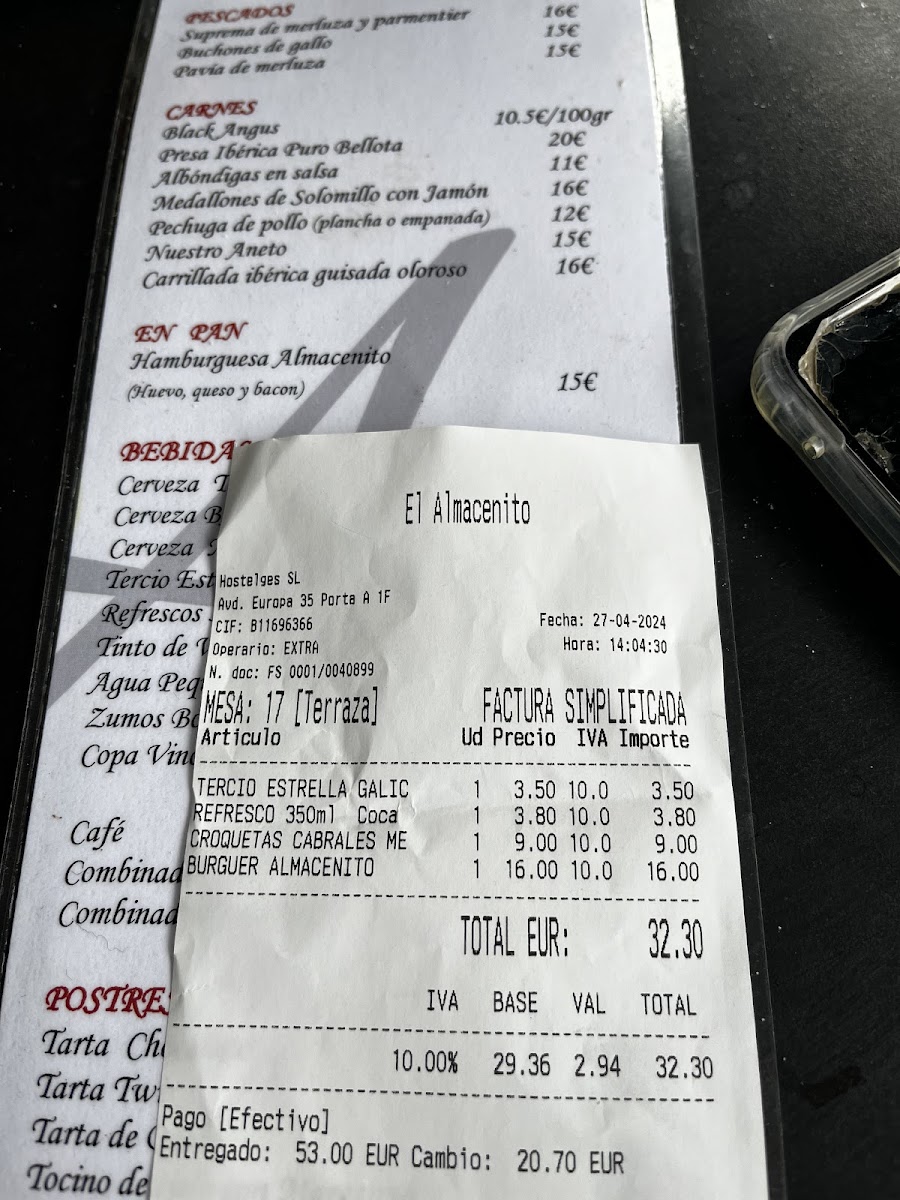 PESCADOS
Suprema de merluza y parmentier 16€
Buchones de gallo 15€
Pavía de merluza 15€
CARNES
Black Angus 10.5€/100gr
Presa Ibérica Puro Bellota 20€
Albóndigas en salsa 11€
Medallones de Solomillo con Jamón 16€
Pechuga de pollo (plancha o empanada) 12€
Nuestro Aneto 15€
Carrillada ibérica guisada oloroso 16€
EN PAN
Hamburguesa Almacenito
(Huevo, queso y bacon) 15€
BEBIDA
Cerveza
Cerveza
Cerveza
Tercio Est
Refrescos
Tinto de
Agua Peq
Zumos
Copa Vin
Café
Combinad
Combinad
POSTRES
Tarta
Tarta
Tarta de
Tocino de
El Almacenito
Hostelges SL
Avd. Europa 35 Porta A 1F
CIF: B11696366 Fecha: 27-04-2024
Operario: EXTRA Hora: 14:04:30
N. doc: FS 0001/0040899
MESA: 17 [Terraza] FACTURA SIMPLIFICADA
Articulo Ud Precio IVA Importe
TERCIO ESTRELLA GALIC 1 3.50 10.0 3.50
REFRESCO 350ml Coca 1 3.80 10.0 3.80
CROQUETAS CABRALES ME 1 9.00 10.0 9.00
BURGUER ALMACENITO 1 16.00 10.0 16.00
TOTAL EUR: 32.30
IVA BASE VAL TOTAL
10.00% 29.36 2.94 32.30
Pago [Efectivo]
Entregado: 53.00 EUR Cambio: 20.70 EUR